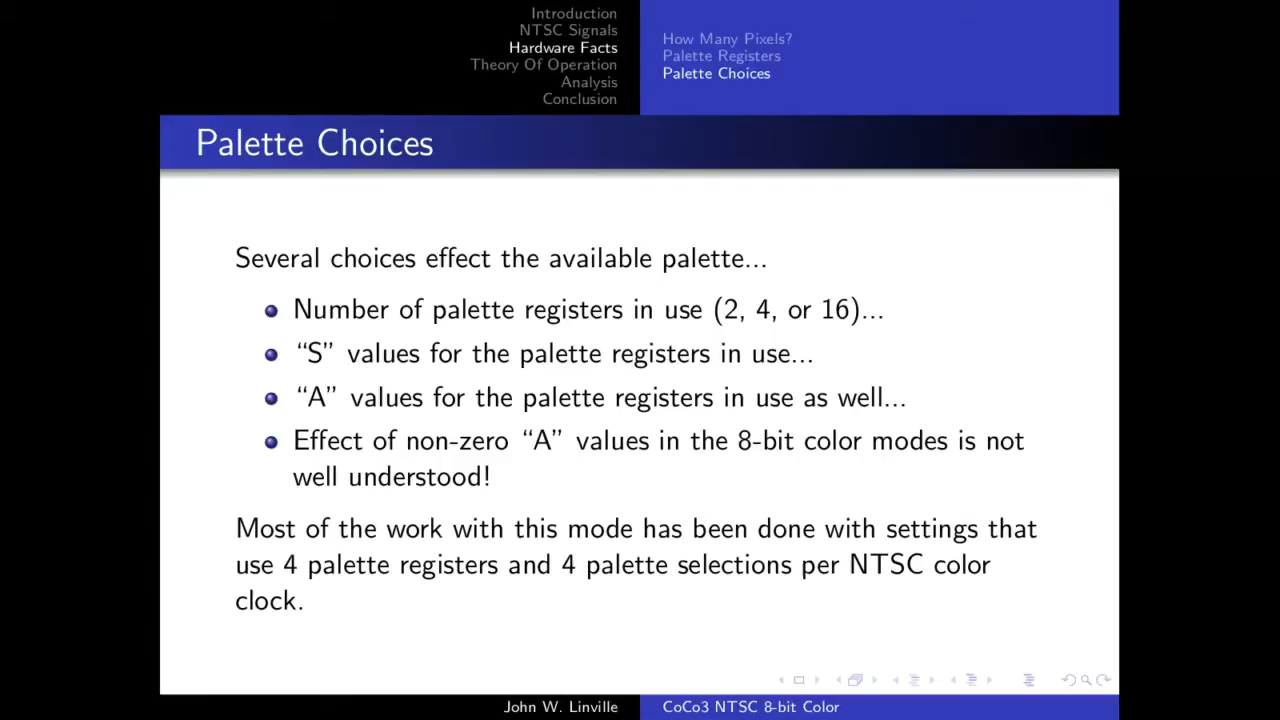 Introduction
NTSC Signals
Hardware Facts
Theory Of Operation
Analysis
Conclusion
How Many Pixels?
Palette Registers
Palette Choices
Palette Choices
Several choices effect the available palette...
Number of palette registers in use (2, 4, or 16)...
“S” values for the palette registers in use...
“A” values for the palette registers in use as well...
Effect of non-zero “A” values in the 8-bit color modes is not
well understood!
Most of the work with this mode has been done with settings that
use 4 palette registers and 4 palette selections per NTSC color
clock.
John W. Linville
CoCo3 NTSC 8-bit Color